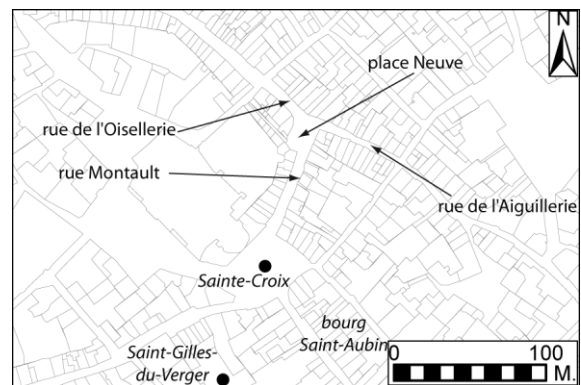 N
place Neuve
rue de l'Oisellerie
rue Montault
rue de l'Aiguillerie
Sainte-Croix
bourg
Saint-Aubin
Saint-Gilles-
du-Verger
0 100
M.